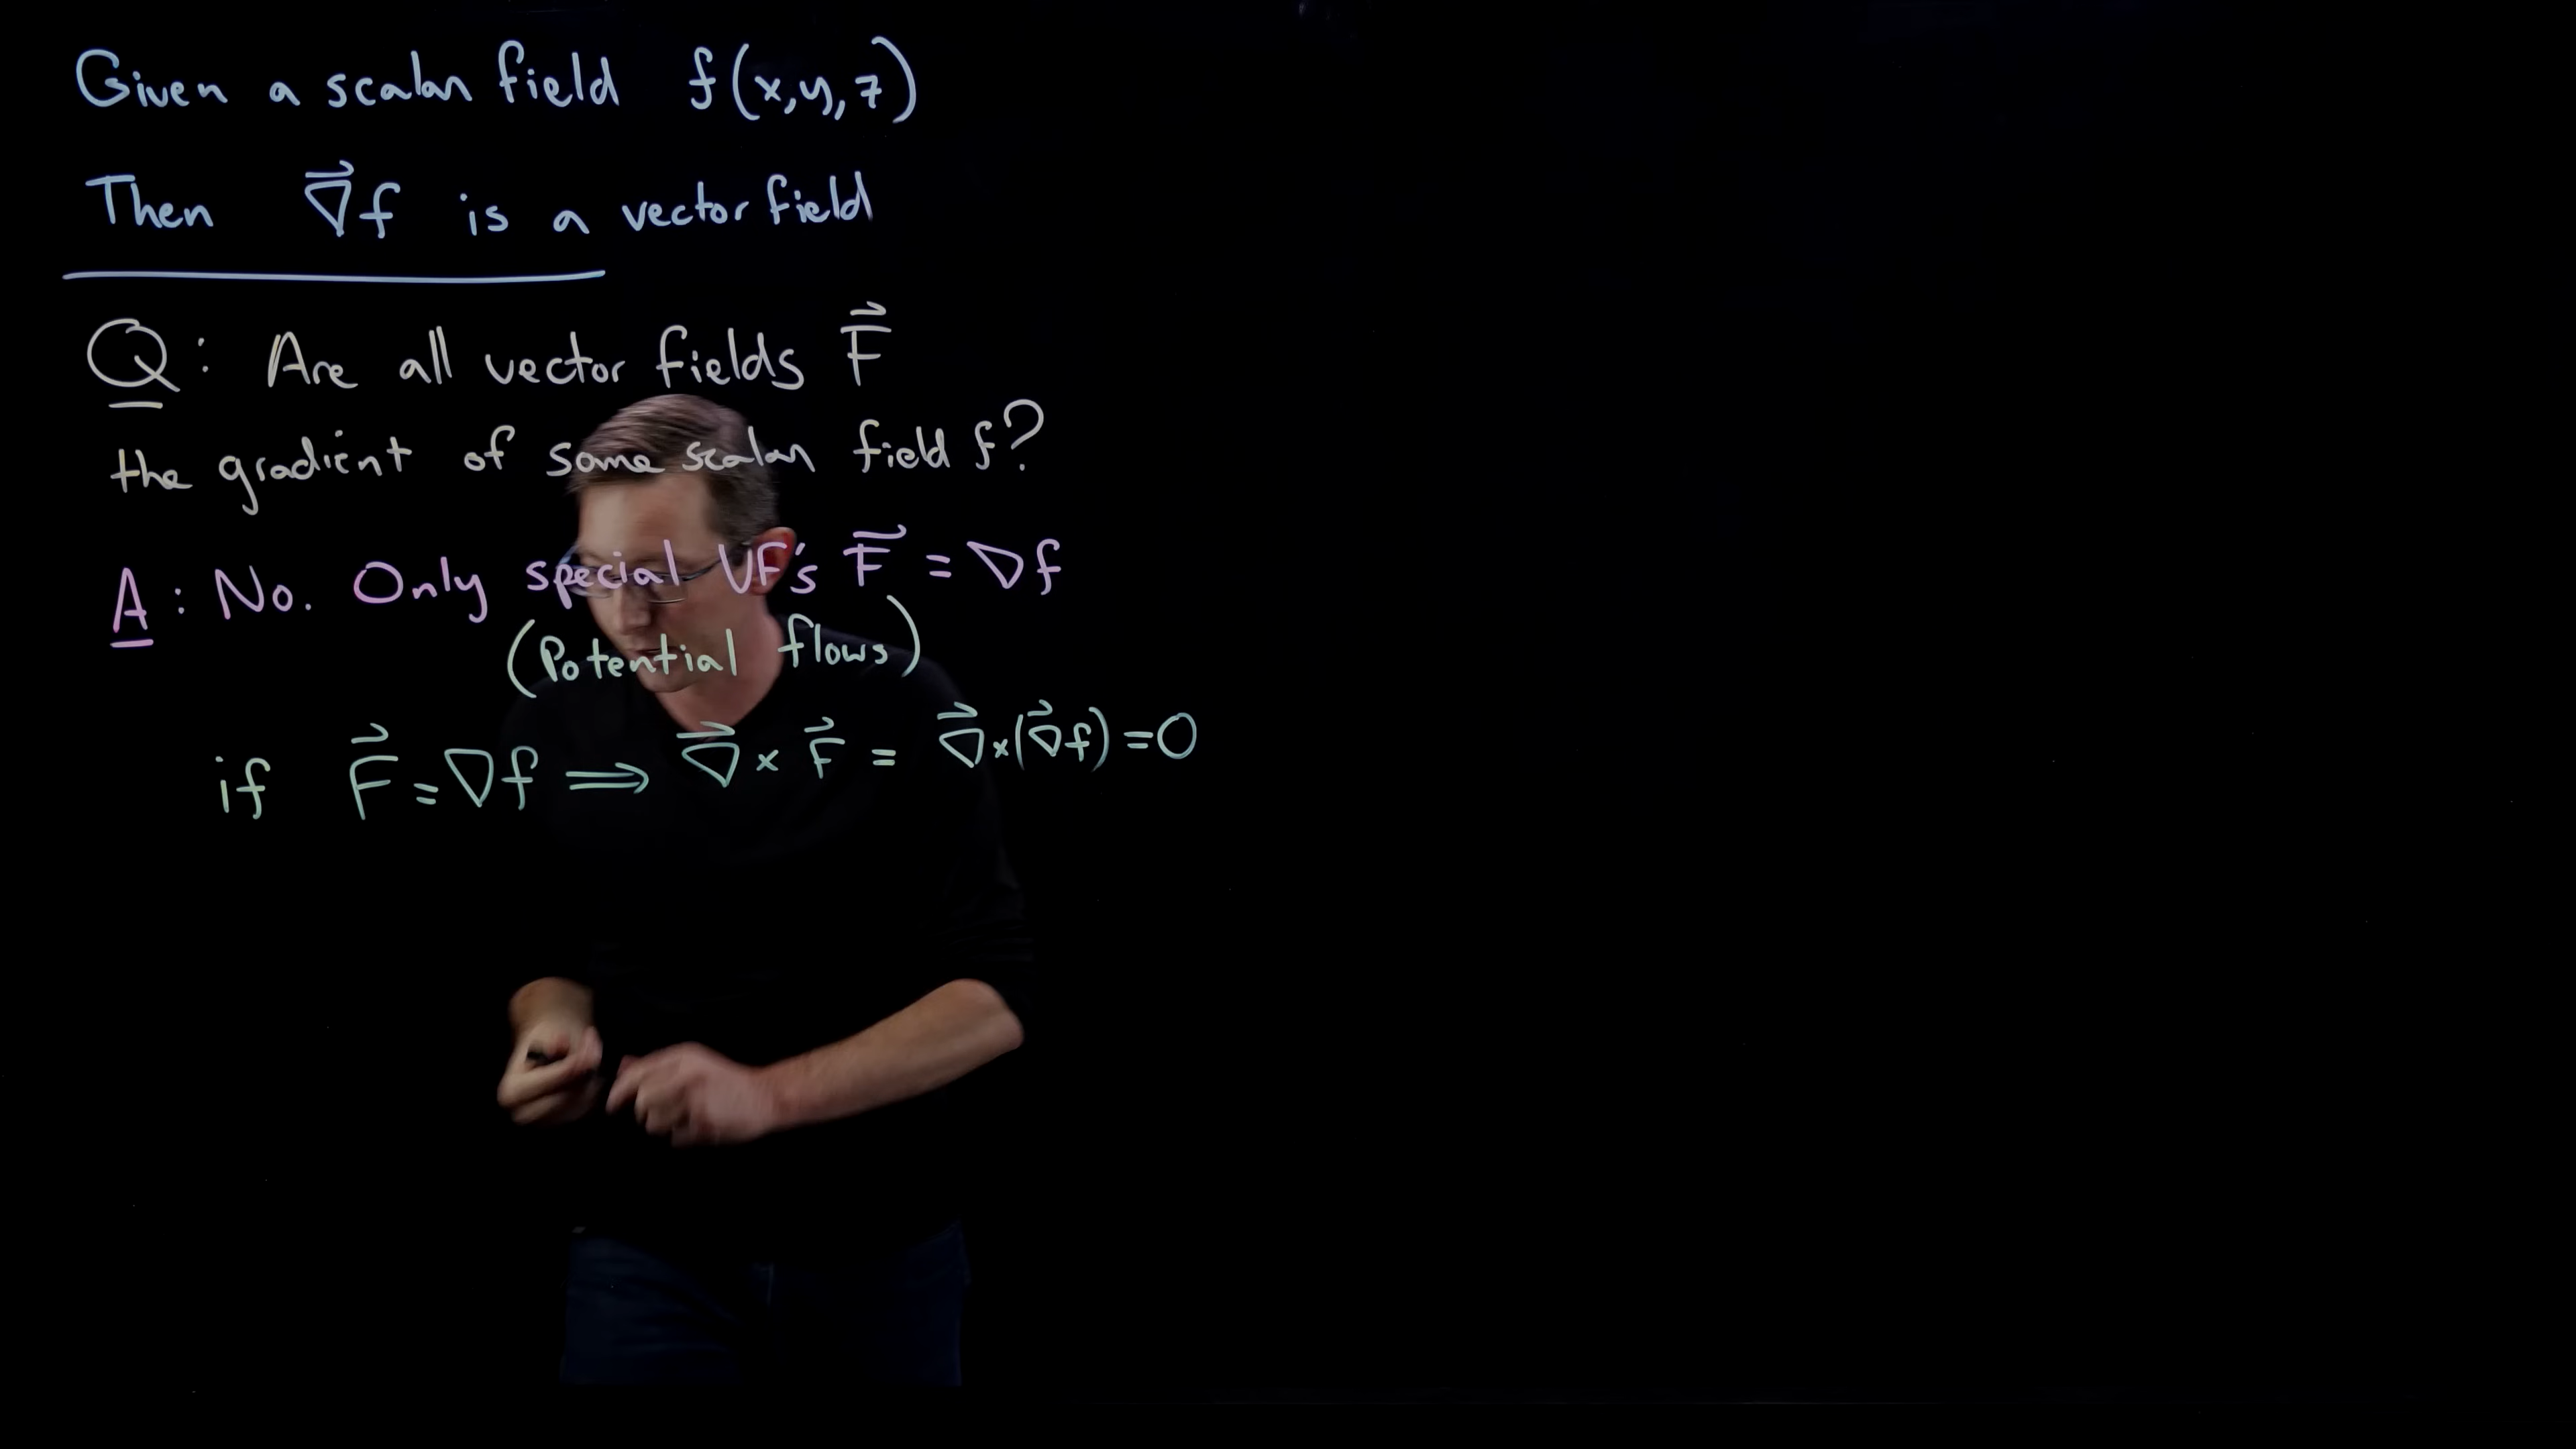 Given a scalar field f(x,y,z)
Then ∇⃗f is a vector field
Q: Are all vector fields F⃗
the gradient of some scalar field f?
A: No. Only special VF's F⃗ = ∇f
(Potential flows)
if F⃗ = ∇f ⟹ ∇⃗ × F⃗ = ∇⃗×(∇⃗f) = 0